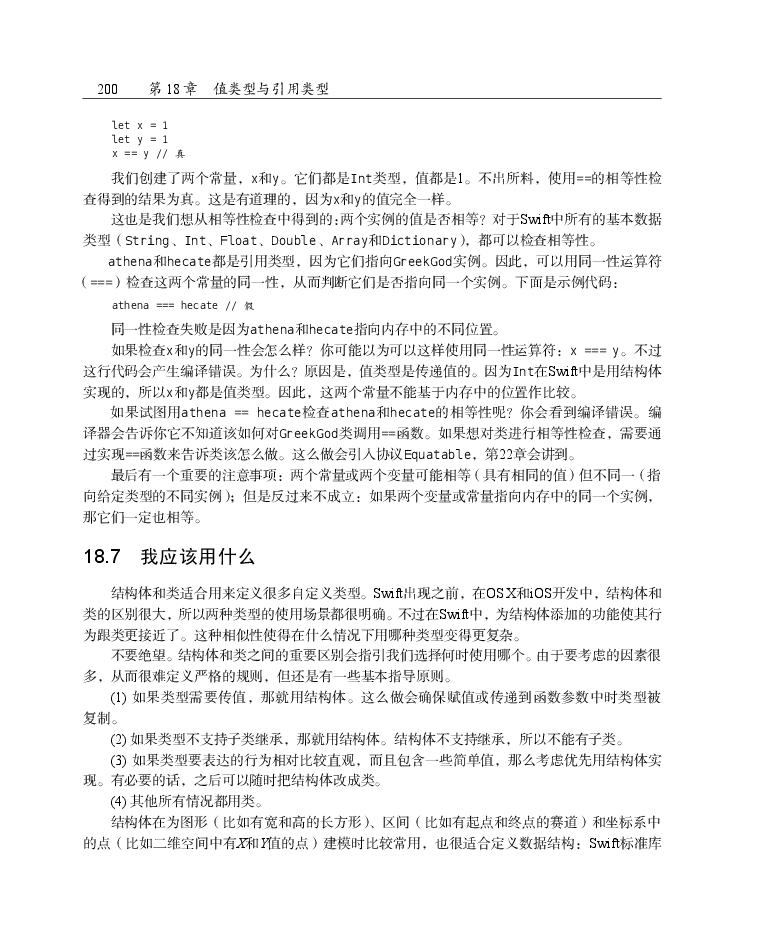 200 第 18 章 值类型与引用类型
let x = 1
let y = 1
x == y // 真
我们创建了两个常量，x和y。它们都是Int类型，值都是1。不出所料，使用==的相等性检
查得到的结果为真。这是有道理的，因为x和y的值完全一样。
这也是我们想从相等性检查中得到的：两个实例的值是否相等？对于Swift中所有的基本数据
类型（String、Int、Float、Double、Array和Dictionary），都可以检查相等性。
athena和hecate都是引用类型，因为它们指向GreekGod实例。因此，可以用同一性运算符
（===）检查这两个常量的同一性，从而判断它们是否指向同一个实例。下面是示例代码：
athena === hecate // 假
同一性检查失败是因为athena和hecate指向内存中的不同位置。
如果检查x和y的同一性会怎么样？你可能以为可以这样使用同一性运算符：x === y。不过
这行代码会产生编译错误。为什么？原因是，值类型是传递值的。因为Int在Swift中是用结构体
实现的，所以x和y都是值类型。因此，这两个常量不能基于内存中的位置作比较。
如果试图用athena == hecate检查athena和hecate的相等性呢？你会看到编译错误。编
译器会告诉你它不知道该如何对GreekGod类调用==函数。如果想对类进行相等性检查，需要通
过实现==函数来告诉类该怎么做。这么做会引入协议Equatable，第22章会讲到。
最后有一个重要的注意事项：两个常量或两个变量可能相等（具有相同的值）但不同一（指
向给定类型的不同实例）；但是反过来不成立：如果两个变量或常量指向内存中的同一个实例，
那它们一定也相等。
18.7 我应该用什么
结构体和类适合用来定义很多自定义类型。Swift出现之前，在OS X和iOS开发中，结构体和
类的区别很大，所以两种类型的使用场景都很明确。不过在Swift中，为结构体添加的功能使其行
为跟类更接近了。这种相似性使得在什么情况下用哪种类型变得更复杂。
不要绝望。结构体和类之间的重要区别会指引我们选择何时使用哪个。由于要考虑的因素很
多，从而很难定义严格的规则，但还是有一些基本指导原则。
(1) 如果类型需要传值，那就用结构体。这么做会确保赋值或传递到函数参数中时类型被
复制。
(2) 如果类型不支持子类继承，那就用结构体。结构体不支持继承，所以不能有子类。
(3) 如果类型要表达的行为相对比较直观，而且包含一些简单值，那么考虑优先用结构体实
现。有必要的话，之后可以随时把结构体改成类。
(4) 其他所有情况都用类。
结构体在为图形（比如有宽和高的长方形）、区间（比如有起点和终点的赛道）和坐标系中
的点（比如二维空间中有X和Y值的点）建模时比较常用，也很适合定义数据结构：Swift标准库